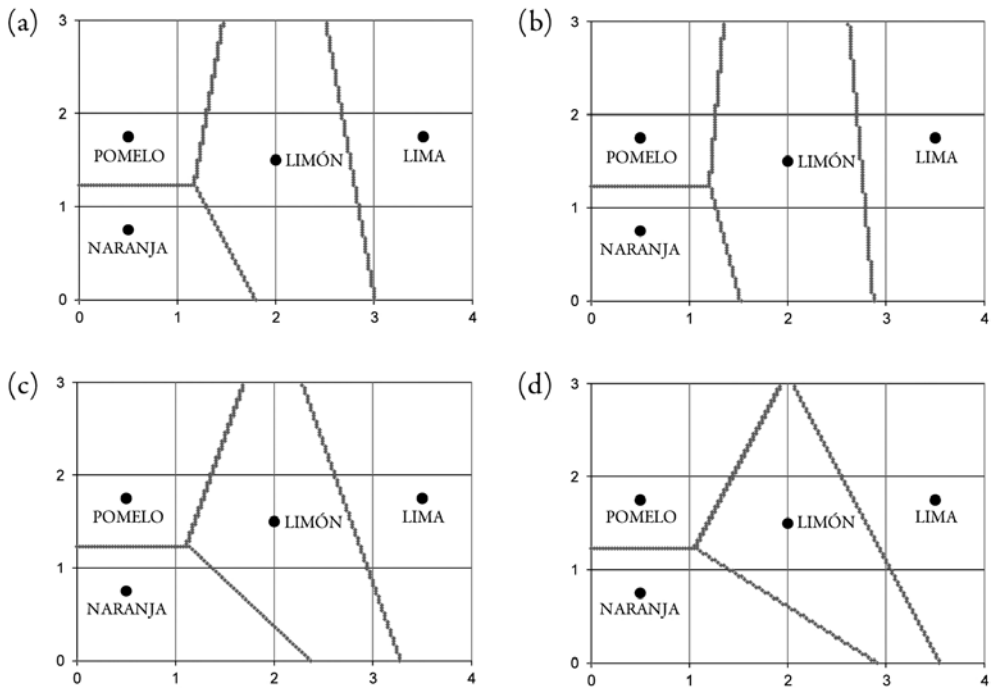 (a)
3
2
POMELO
LIMÓN
LIMA
1
NARANJA
0
0 1 2 3 4
(b)
3
2
POMELO
LIMÓN
LIMA
1
NARANJA
0
0 1 2 3 4
(c)
3
2
POMELO
LIMÓN
LIMA
1
NARANJA
0
0 1 2 3 4
(d)
3
2
POMELO
LIMÓN
LIMA
1
NARANJA
0
0 1 2 3 4